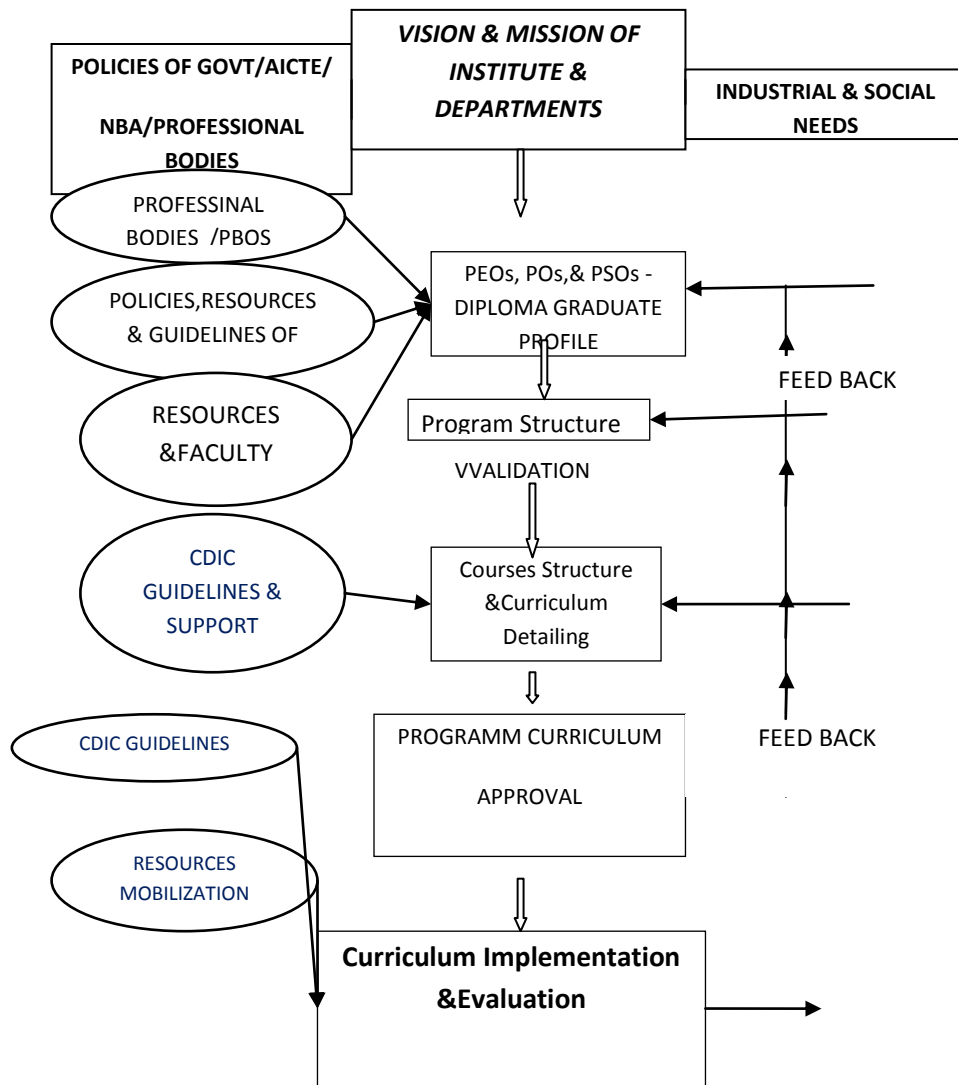 VISION & MISSION OF
INSTITUTE &
DEPARTMENTS
POLICIES OF GOVT/AICTE/
NBA/PROFESSIONAL
BODIES
INDUSTRIAL & SOCIAL
NEEDS
PROFESSINAL
BODIES /PBOS
POLICIES,RESOURCES
& GUIDELINES OF
RESOURCES
&FACULTY
PEOs, POs,& PSOs -
DIPLOMA GRADUATE
PROFILE
FEED BACK
Program Structure
VVALIDATION
CDIC
GUIDELINES &
SUPPORT
Courses Structure
&Curriculum
Detailing
CDIC GUIDELINES
PROGRAMM CURRICULUM
APPROVAL
FEED BACK
RESOURCES
MOBILIZATION
Curriculum Implementation
&Evaluation